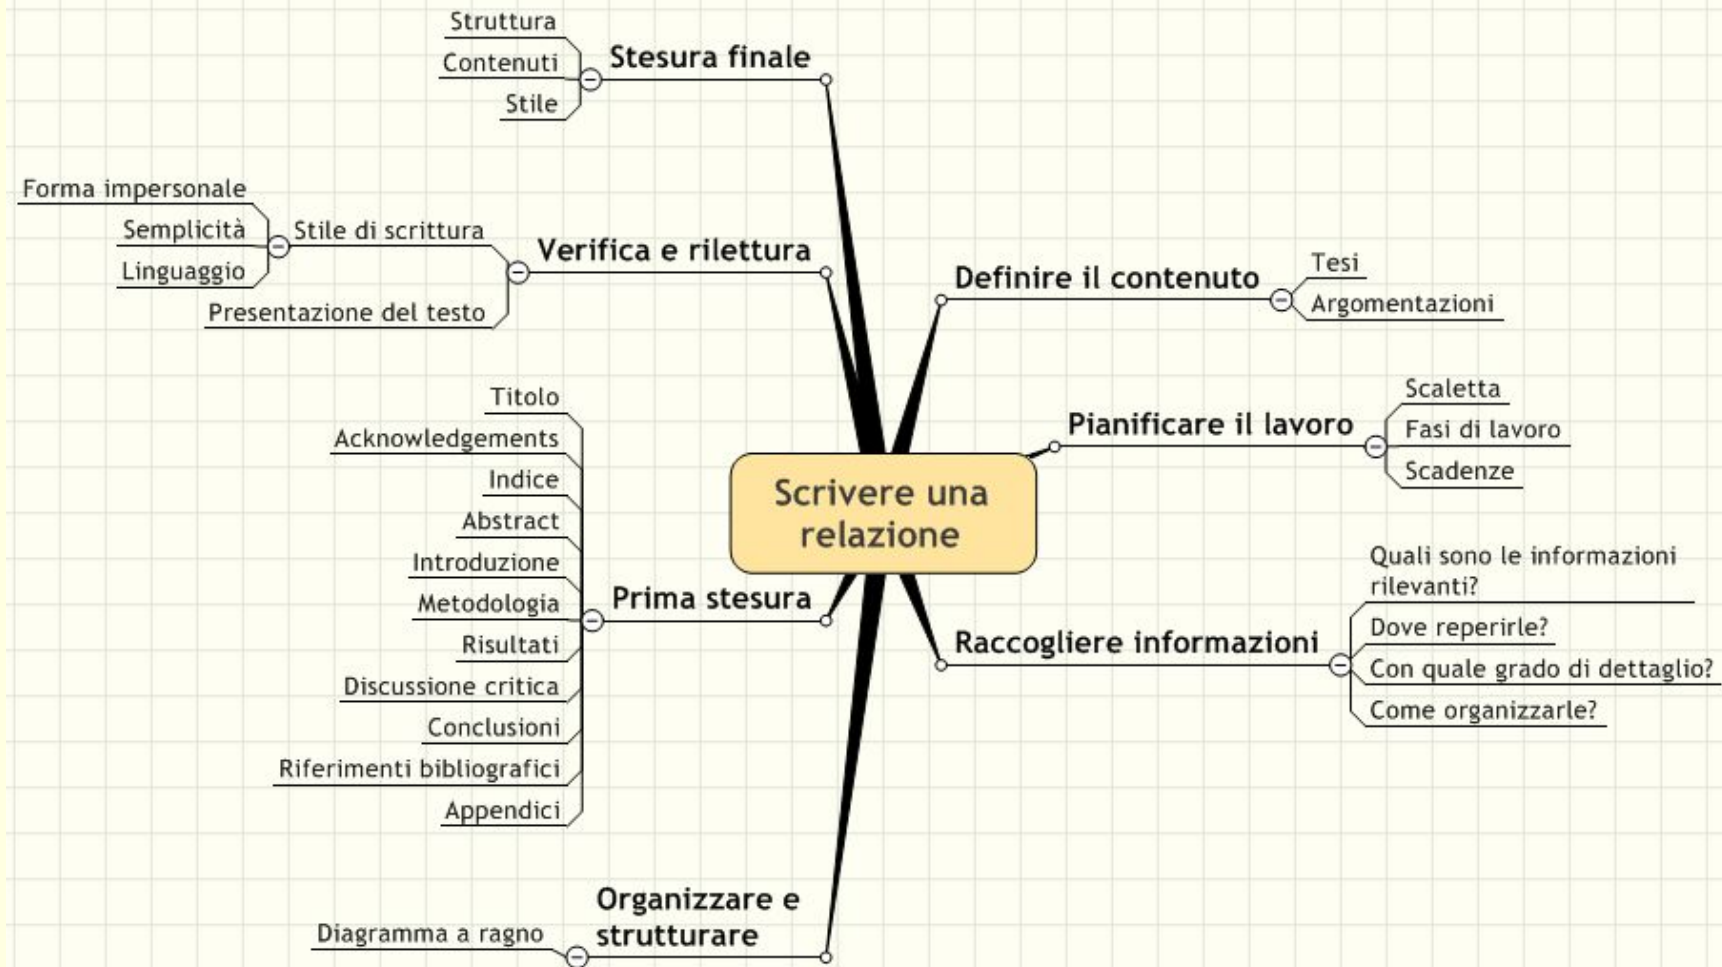 Struttura
Contenuti
Stile
Stesura finale
Forma impersonale
Semplicità
Linguaggio
Stile di scrittura
Presentazione del testo
Verifica e rilettura
Definire il contenuto
Tesi
Argomentazioni
Pianificare il lavoro
Scaletta
Fasi di lavoro
Scadenze
Scrivere una
relazione
Titolo
Acknowledgements
Indice
Abstract
Introduzione
Metodologia
Risultati
Discussione critica
Conclusioni
Riferimenti bibliografici
Appendici
Prima stesura
Raccogliere informazioni
Quali sono le informazioni
rilevanti?
Dove reperirle?
Con quale grado di dettaglio?
Come organizzarle?
Organizzare e
strutturare
Diagramma a ragno